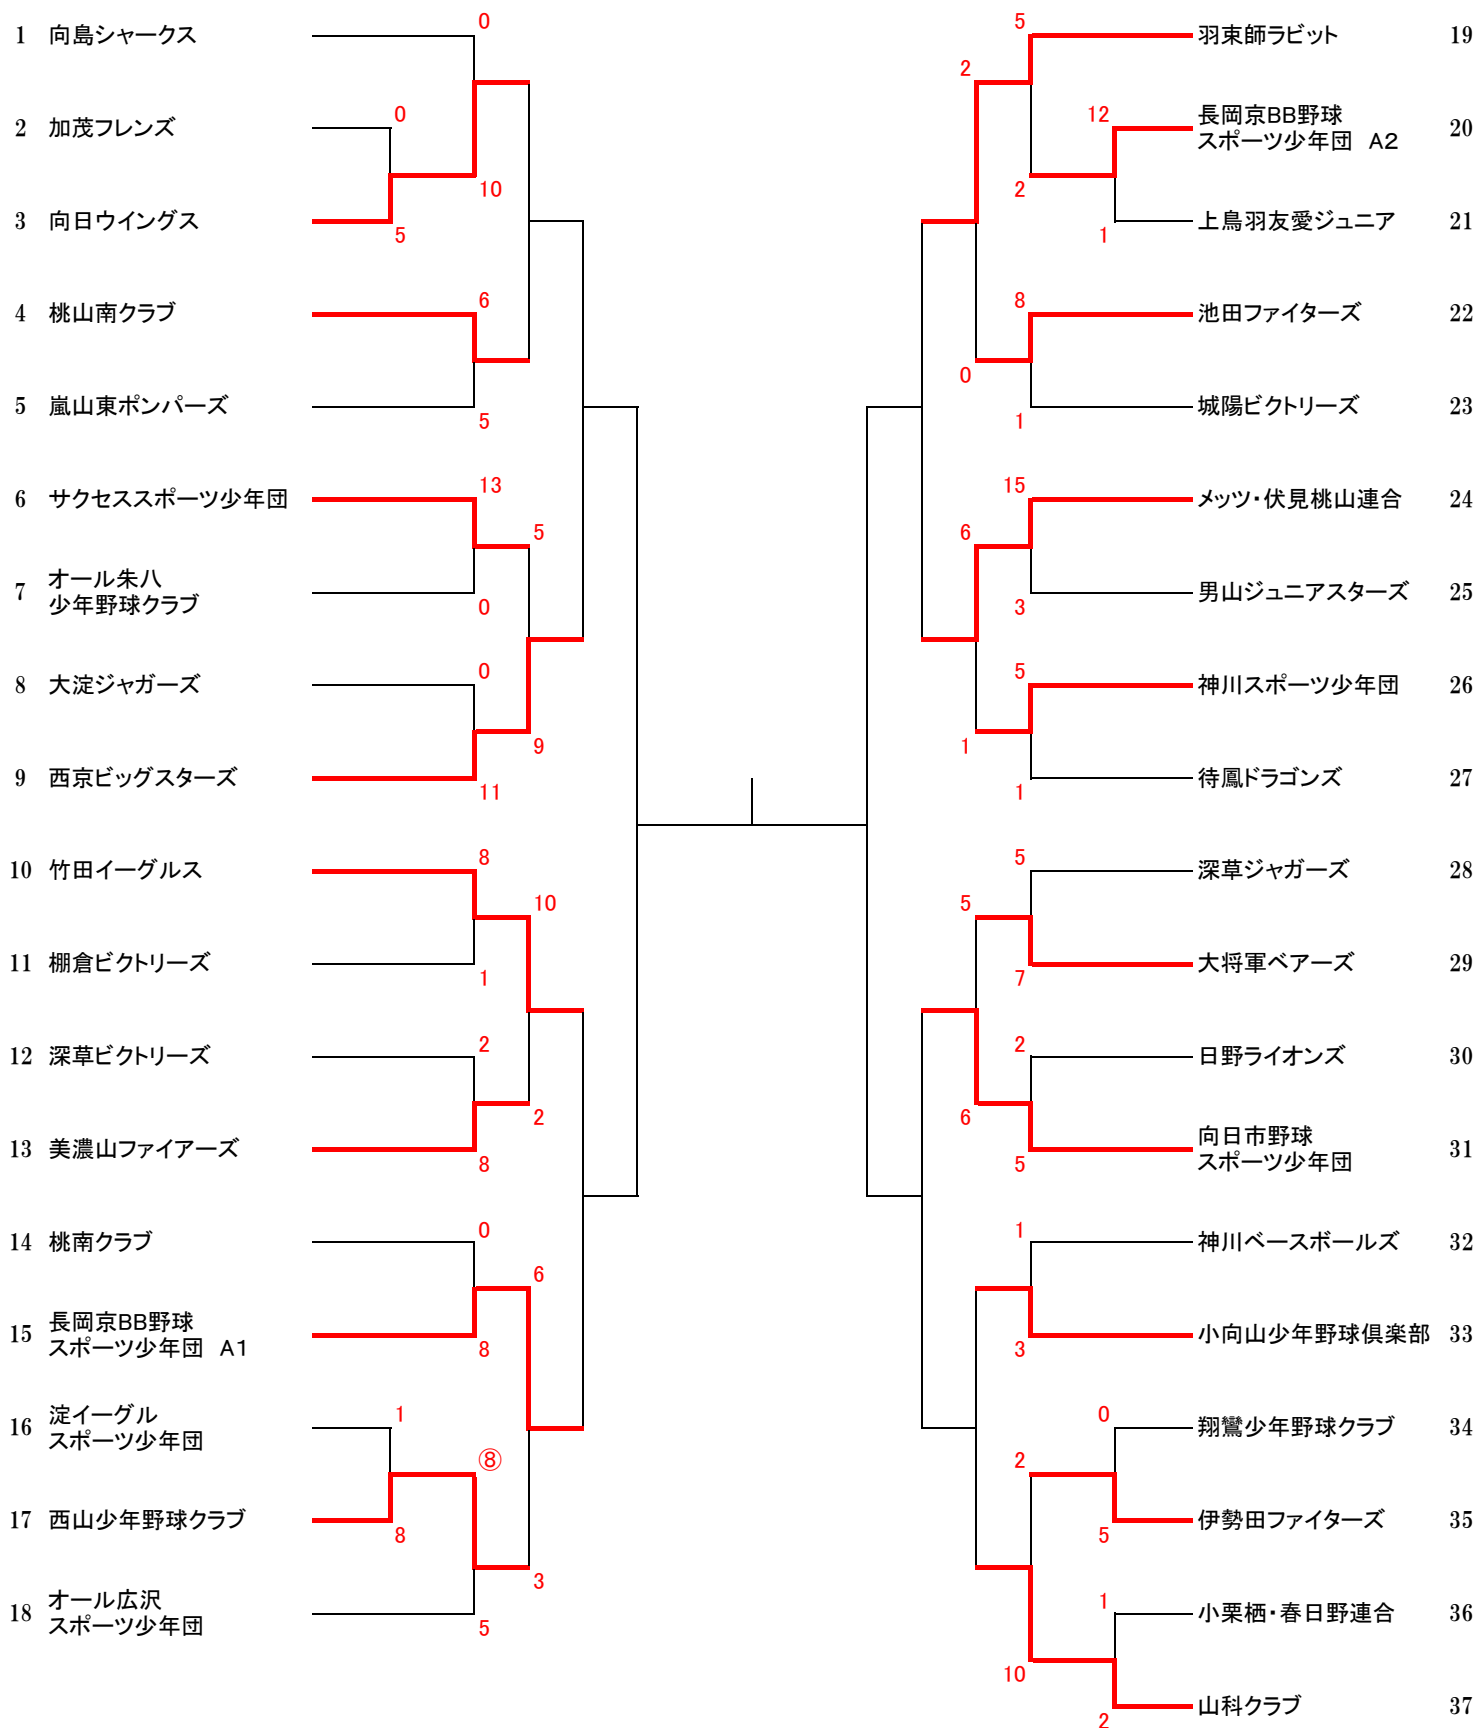 1 向島シャークス
0
2 加茂フレンズ
0
10
3 向日ウイングス
5
4 桃山南クラブ
6
5 嵐山東ポンパーズ
5
6 サクセススポーツ少年団
13
5
7 オール朱八
少年野球クラブ
0
8 大淀ジャガーズ
0
9
9 西京ビッグスターズ
11
10 竹田イーグルス
8
10
11 棚倉ビクトリーズ
1
12 深草ビクトリーズ
2
2
13 美濃山ファイアーズ
8
14 桃南クラブ
0
6
15 長岡京BB野球
スポーツ少年団 A1
8
16 淀イーグル
スポーツ少年団
1
⑧
17 西山少年野球クラブ
8
3
18 オール広沢
スポーツ少年団
5
5
羽束師ラビット 19
2
12
長岡京BB野球
スポーツ少年団 A2 20
2
上鳥羽友愛ジュニア 21
1
8
池田ファイターズ 22
0
城陽ビクトリーズ 23
1
15
メッツ・伏見桃山連合 24
6
男山ジュニアスターズ 25
3
5
神川スポーツ少年団 26
1
待鳳ドラゴンズ 27
1
5
深草ジャガーズ 28
5
大将軍ベアーズ 29
7
2
日野ライオンズ 30
6
向日市野球
スポーツ少年団 31
5
1
神川ベースボールズ 32
小向山少年野球倶楽部 33
3
0
翔鸞少年野球クラブ 34
2
伊勢田ファイターズ 35
5
1
小栗栖・春日野連合 36
10
山科クラブ 37
2